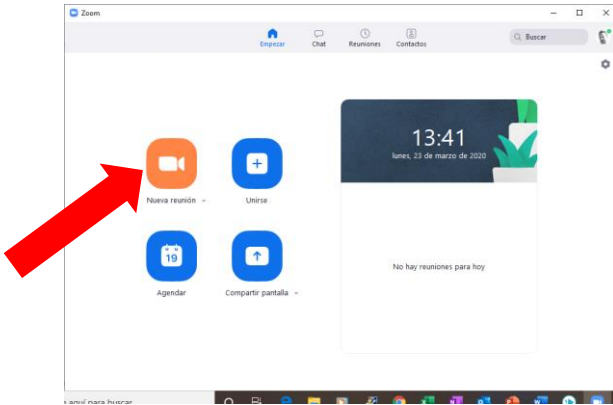 Zoom
Empezar Chat Reuniones Contactos Buscar
13:41
lunes, 23 de marzo de 2020
Nueva reunión Unirse
19
Agendar Compartir pantalla
No hay reuniones para hoy
aquí para buscar